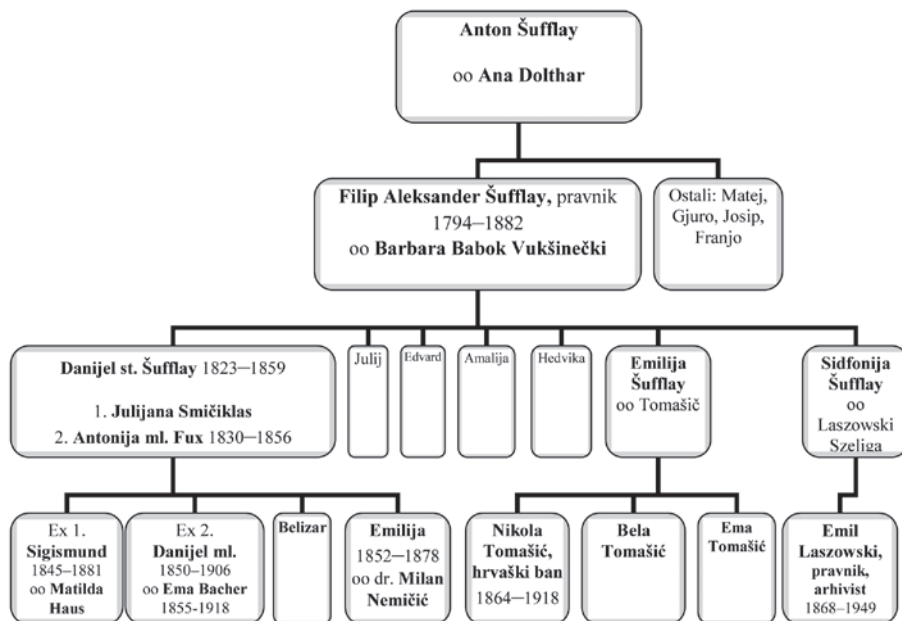 Anton Šufflay
oo Ana Dolthar
Filip Aleksander Šufflay, pravnik
1794–1882
oo Barbara Babok Vukšinečki
Ostali: Matej,
Gjuro, Josip,
Franjo
Danijel st. Šufflay 1823–1859
1. Julijana Smičiklas
2. Antonija ml. Fux 1830–1856
Julij
Edvard
Amalija
Hedvika
Emilija
Šufflay
oo Tomašič
Sidfonija
Šufflay
oo
Laszowski
Szeliga
Ex 1.
Sigismund
1845–1881
oo Matilda
Haus
Ex 2.
Danijel ml.
1850–1906
oo Ema Bacher
1855-1918
Belizar
Emilija
1852–1878
oo dr. Milan
Nemičić
Nikola
Tomašić,
hrvaški ban
1864–1918
Bela
Tomašić
Ema
Tomašić
Emil
Laszowski,
pravnik,
arhivist
1868–1949